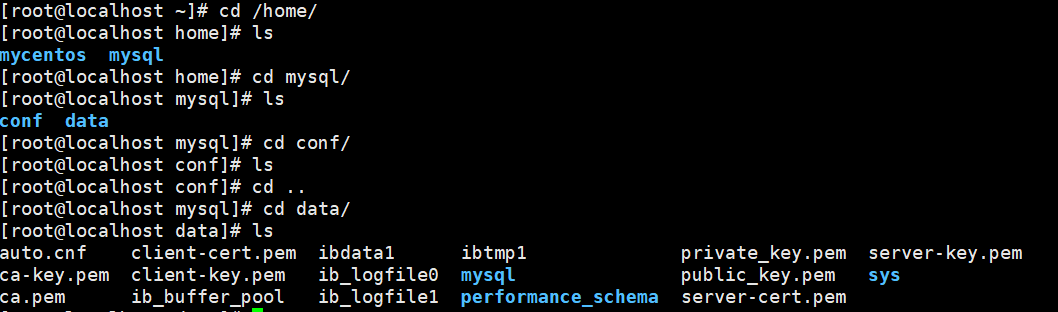 [root@localhost ~]# cd /home/
[root@localhost home]# ls
mycentos  mysql
[root@localhost home]# cd mysql/
[root@localhost mysql]# ls
conf  data
[root@localhost mysql]# cd conf/
[root@localhost conf]# ls
[root@localhost conf]# cd ..
[root@localhost mysql]# cd data/
[root@localhost data]# ls
auto.cnf    client-cert.pem  ibdata1      ibtmp1              private_key.pem  server-key.pem
ca-key.pem  client-key.pem   ib_logfile0  mysql               public_key.pem   sys
ca.pem      ib_buffer_pool   ib_logfile1  performance_schema  server-cert.pem